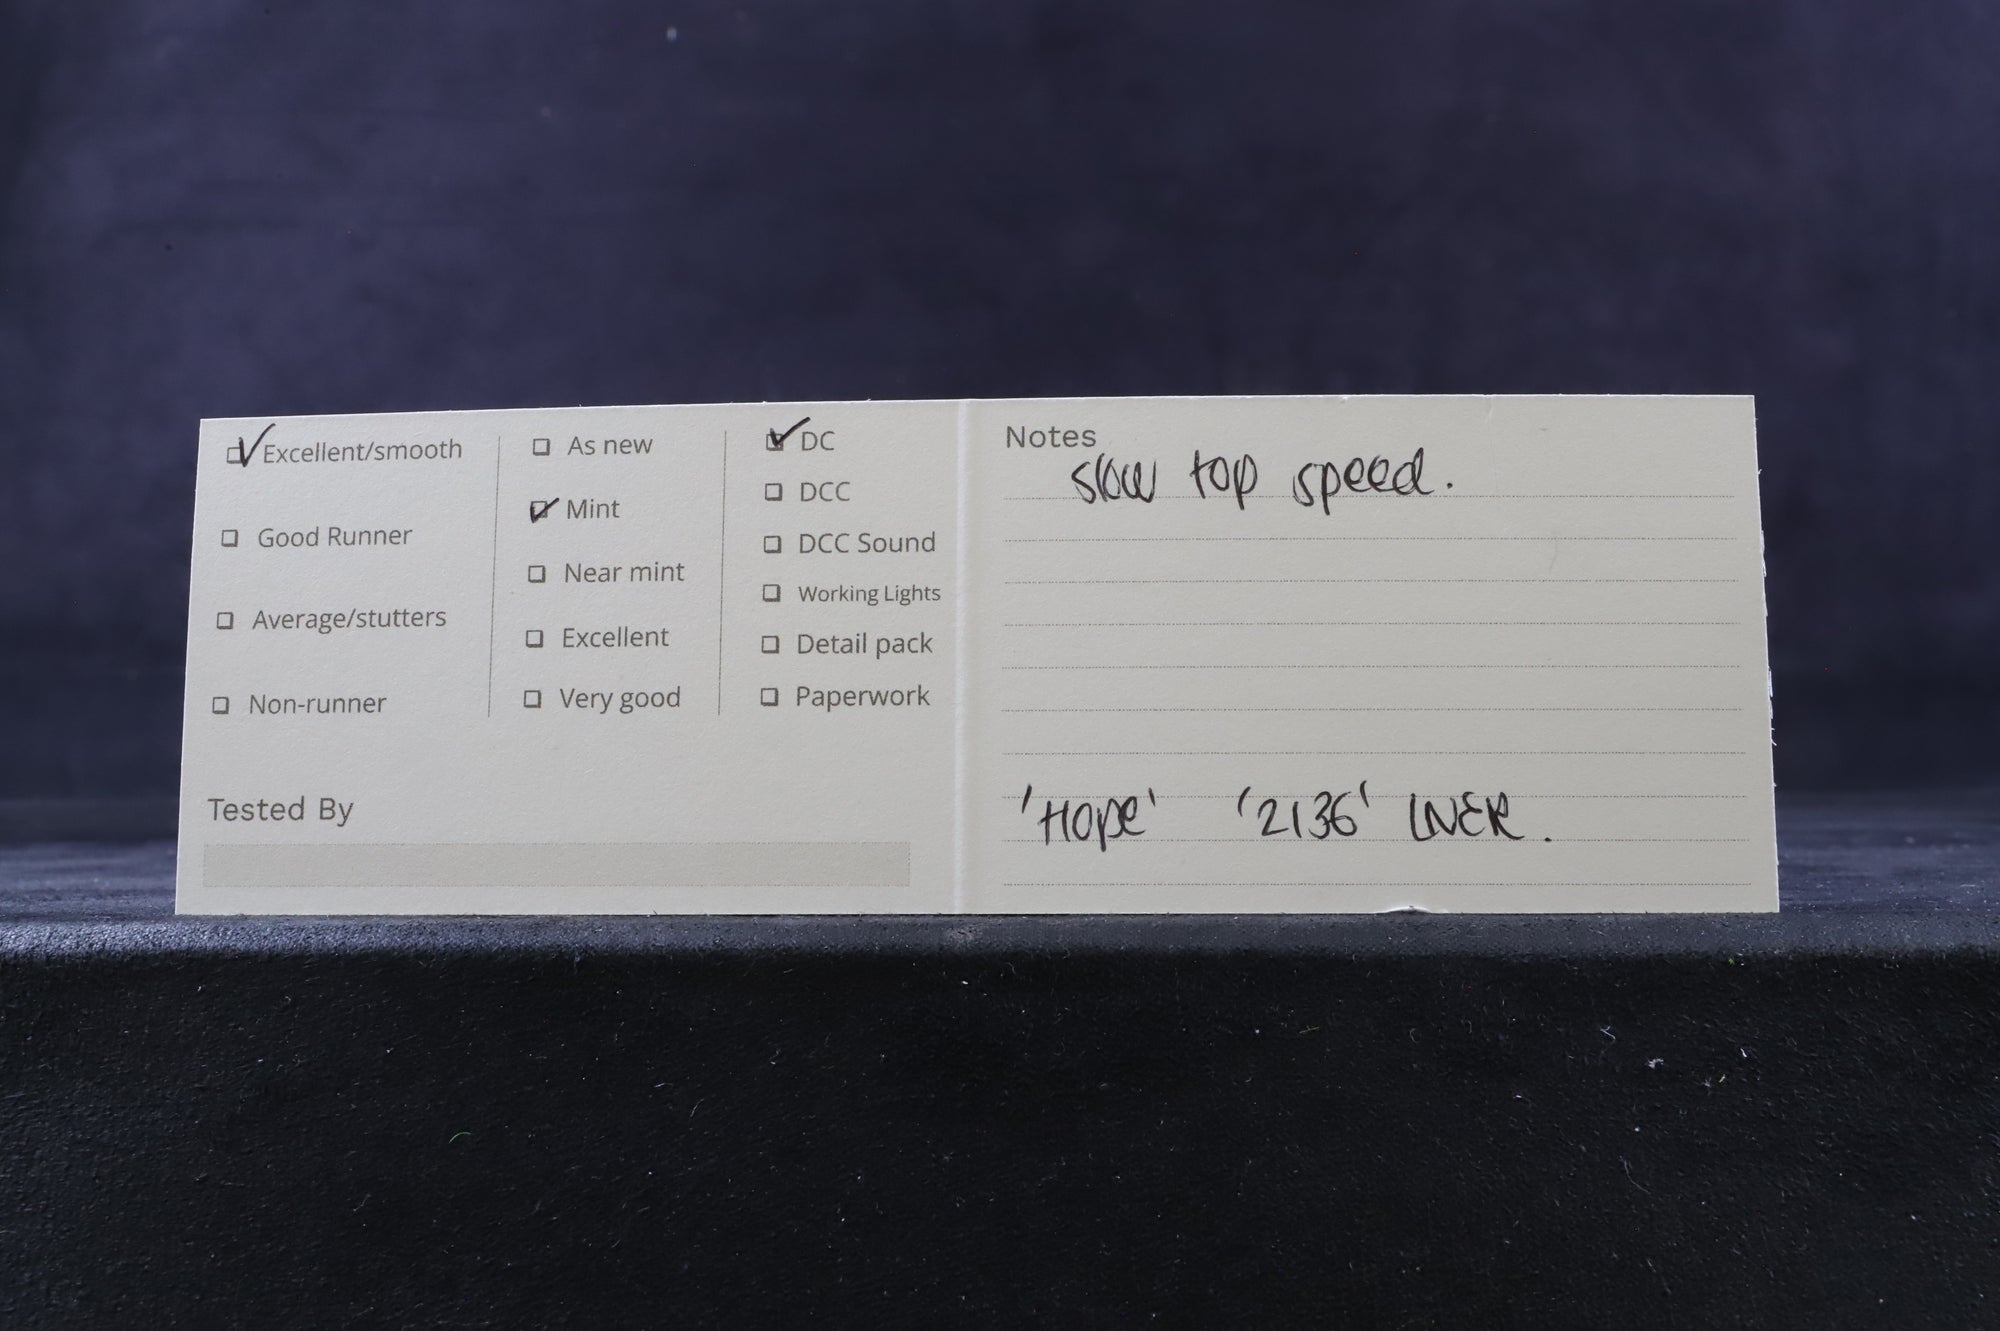 Excellent/smooth
Good Runner
Average/stutters
Non-runner
As new
Mint
Near mint
Excellent
Very good
DC
DCC
DCC Sound
Working Lights
Detail pack
Paperwork
Tested By
Notes
slow top speed.
'Hope' '2136' LNER.